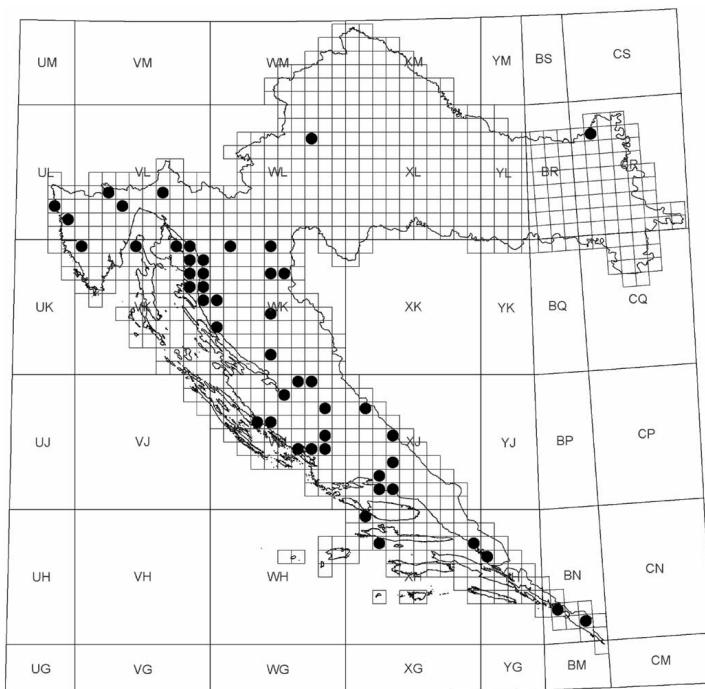 UM VM WM XM YM BS CS
UL VL WL XL YL BR
UK VK WK XK YK BQ CQ
UJ VJ XJ YJ BP CP
UH VH WH XH BN CN
UG VG WG XG YG BM CM